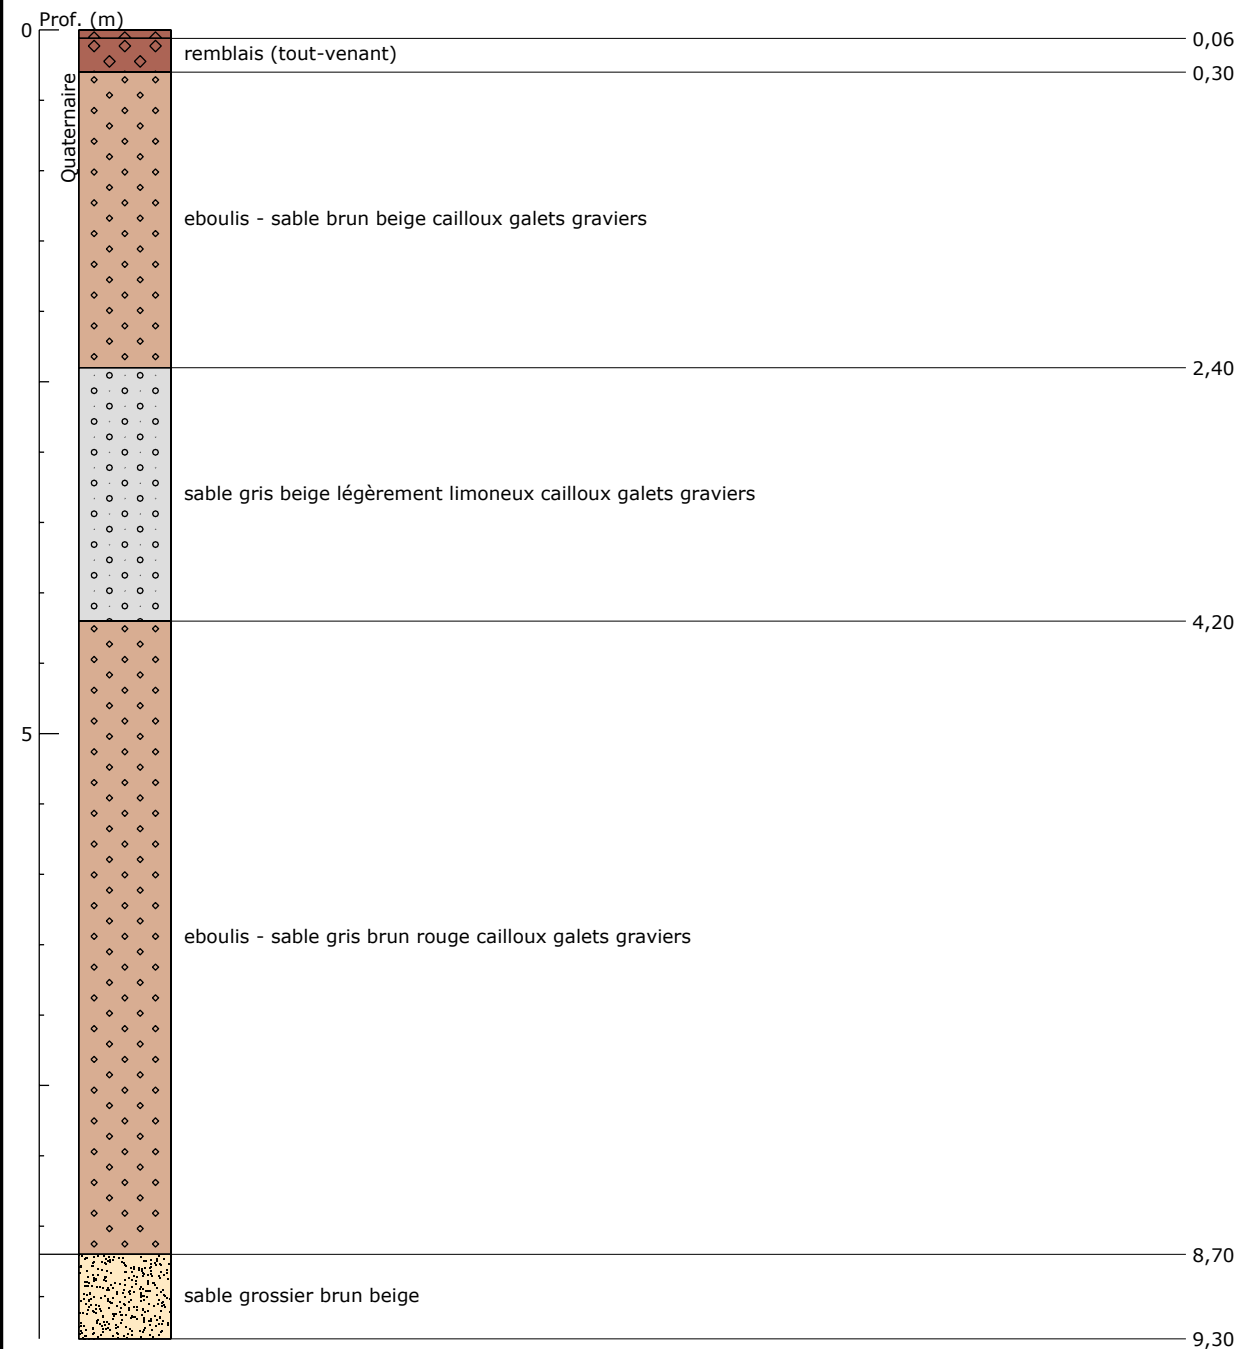 Prof. (m)
0
0,06
remblais (tout-venant)
0,30
Quaternaire
eboulis - sable brun beige cailloux galets graviers
2,40
sable gris beige légèrement limoneux cailloux galets graviers
4,20
5
eboulis - sable gris brun rouge cailloux galets graviers
8,70
sable grossier brun beige
9,30